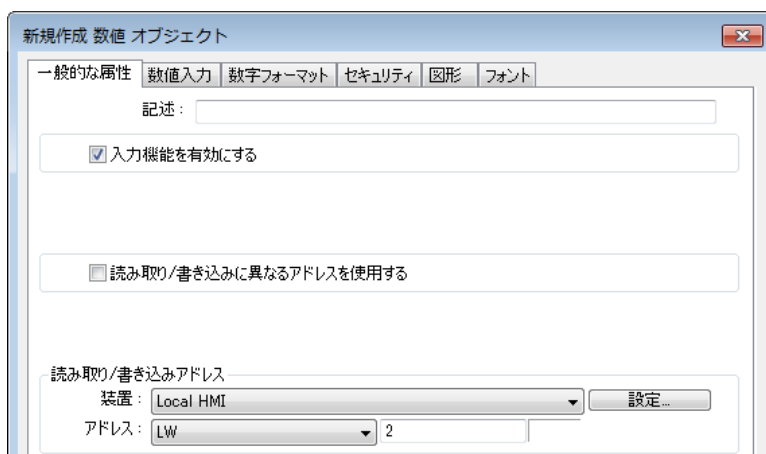 新規作成 数値 オブジェクト
一般的な属性 数値入力 数字フォーマット セキュリティ 図形 フォント
記述：
入力機能を有効にする
読み取り/書き込みに異なるアドレスを使用する
読み取り/書き込みアドレス
装置： Local HMI 設定...
アドレス： LW 2